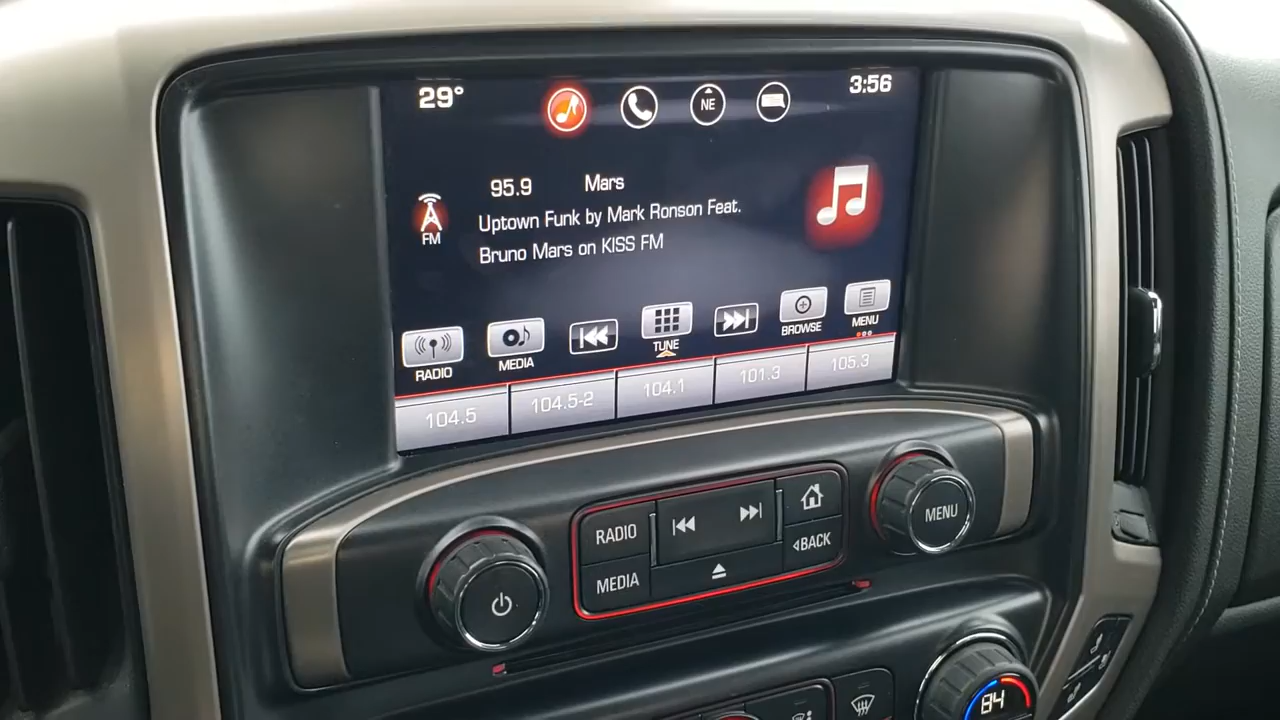 29°
NE
3:56
95.9 Mars
Uptown Funk by Mark Ronson Feat.
Bruno Mars on KISS FM
FM
RADIO
MEDIA
TUNE
BROWSE
MENU
104.5
104.5-2
104.1
101.3
105.3
RADIO
MEDIA
BACK
MENU
84